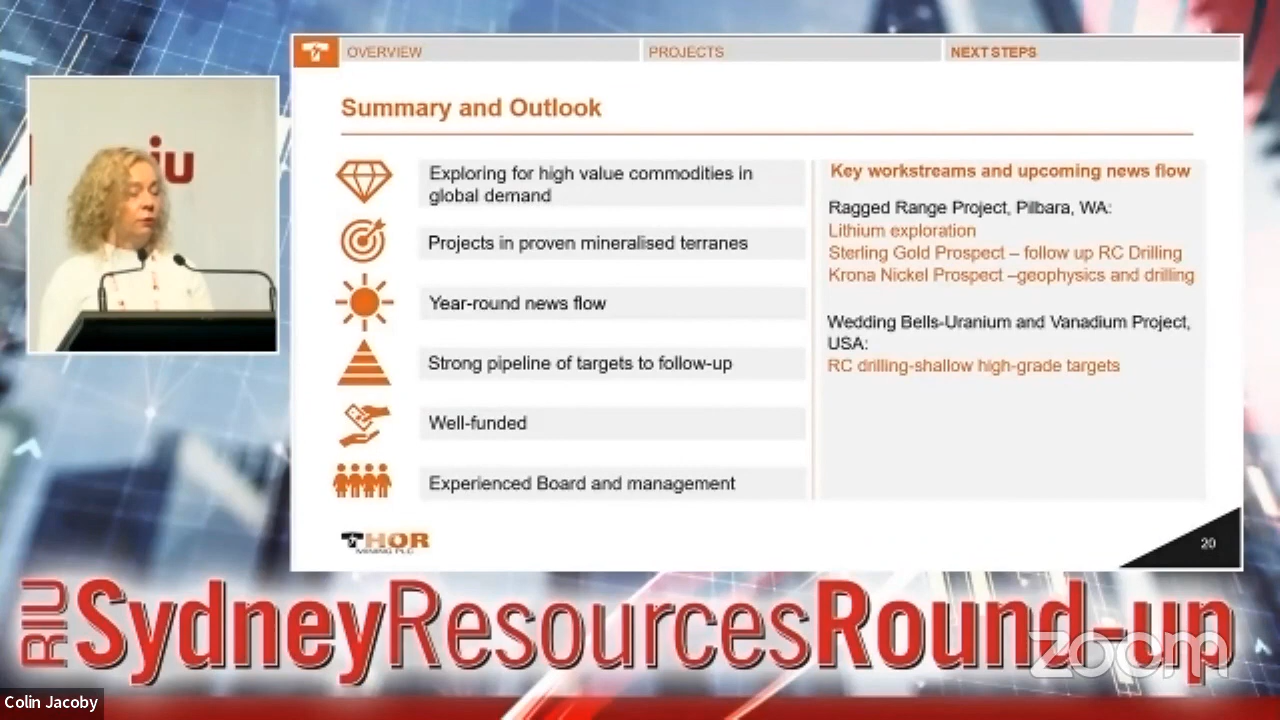 OVERVIEW
PROJECTS
NEXT STEPS
Summary and Outlook
Exploring for high value commodities in
global demand
Projects in proven mineralised terranes
Year-round news flow
Strong pipeline of targets to follow-up
Well-funded
Experienced Board and management
Key workstreams and upcoming news flow
Ragged Range Project, Pilbara, WA:
Lithium exploration
Sterling Gold Prospect – follow up RC Drilling
Krona Nickel Prospect –geophysics and drilling
Wedding Bells-Uranium and Vanadium Project,
USA:
RC drilling-shallow high-grade targets
THOR
MINING PLC
20
iu
RIU SydneyResourcesRound-up
zoom
Colin Jacoby